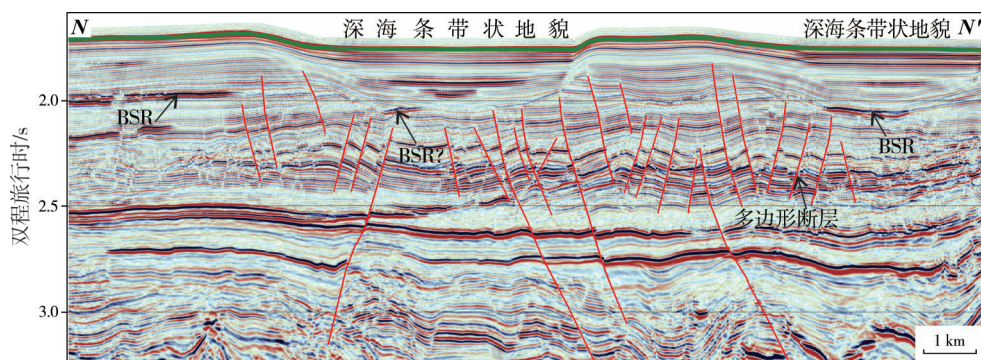 N 深海条带状地貌 深海条带状地貌 N'
2.0
BSR
BSR?
BSR
双程旅行时/s
2.5
多边形断层
3.0
1 km